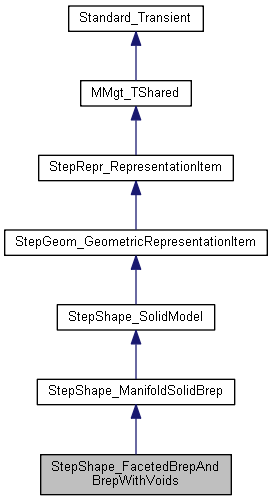 Standard_Transient
MMgt_TShared
StepRepr_RepresentationItem
StepGeom_GeometricRepresentationItem
StepShape_SolidModel
StepShape_ManifoldSolidBrep
StepShape_FacetedBrepAnd
BrepWithVoids